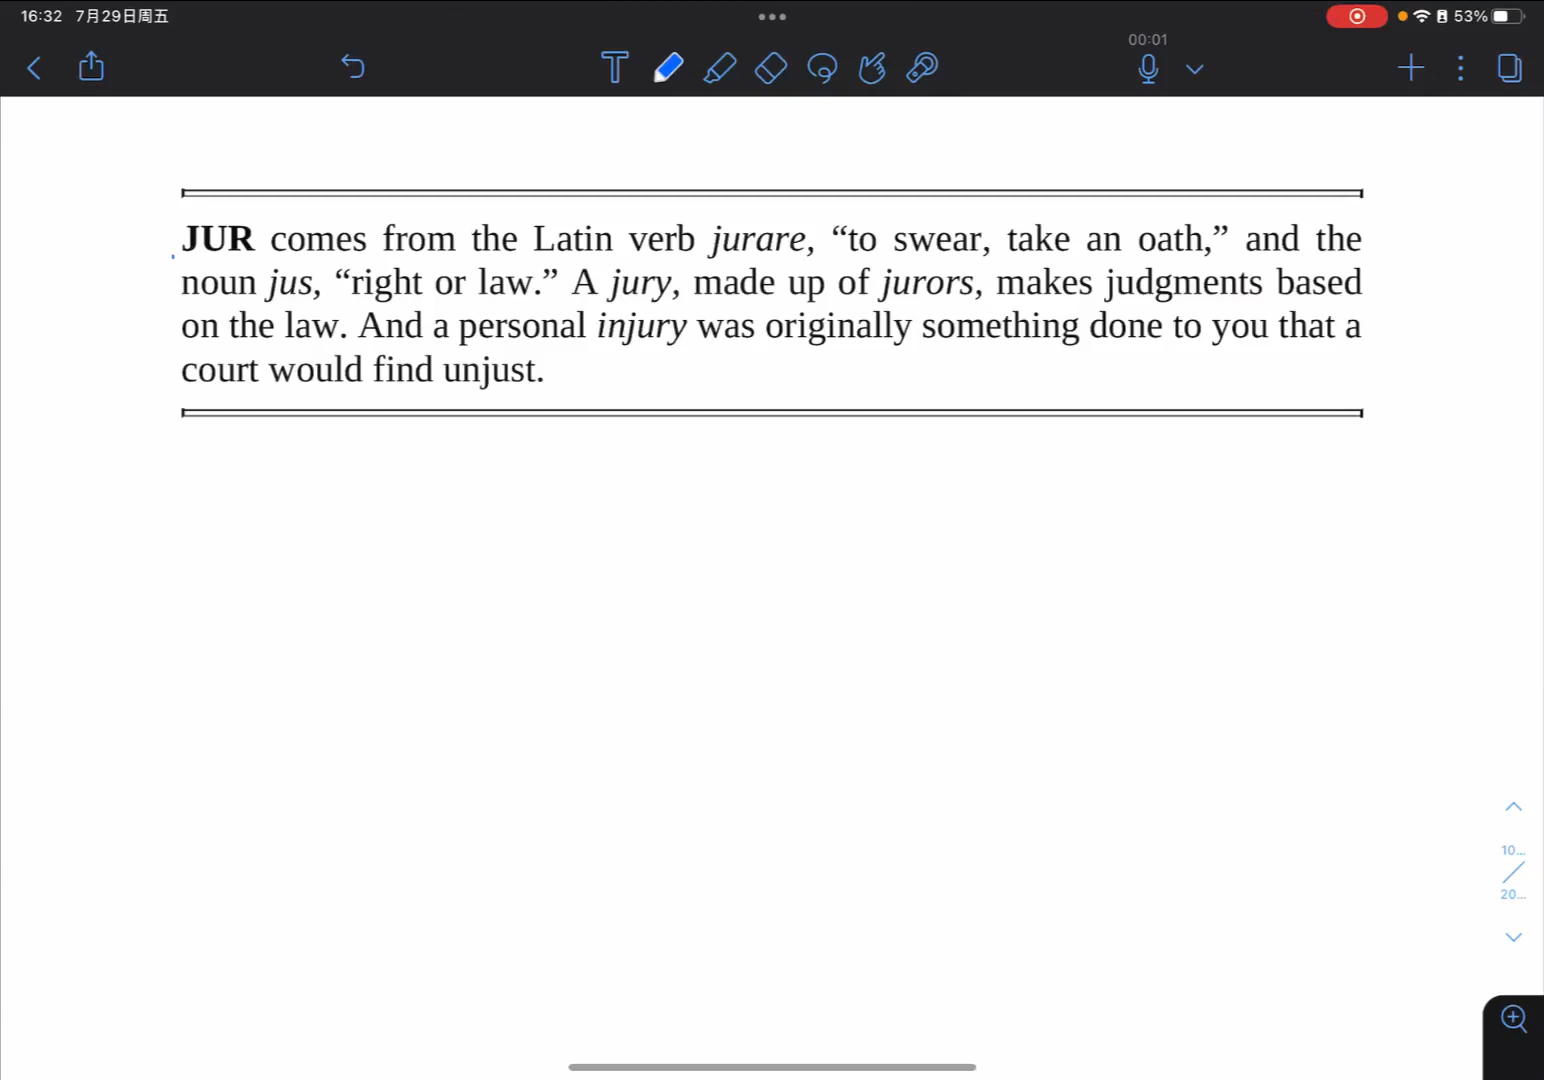 16:32 7月29日周五
53%
00:01
JUR comes from the Latin verb jurare, “to swear, take an oath,” and the
noun jus, “right or law.” A jury, made up of jurors, makes judgments based
on the law. And a personal injury was originally something done to you that a
court would find unjust.
10...
20...